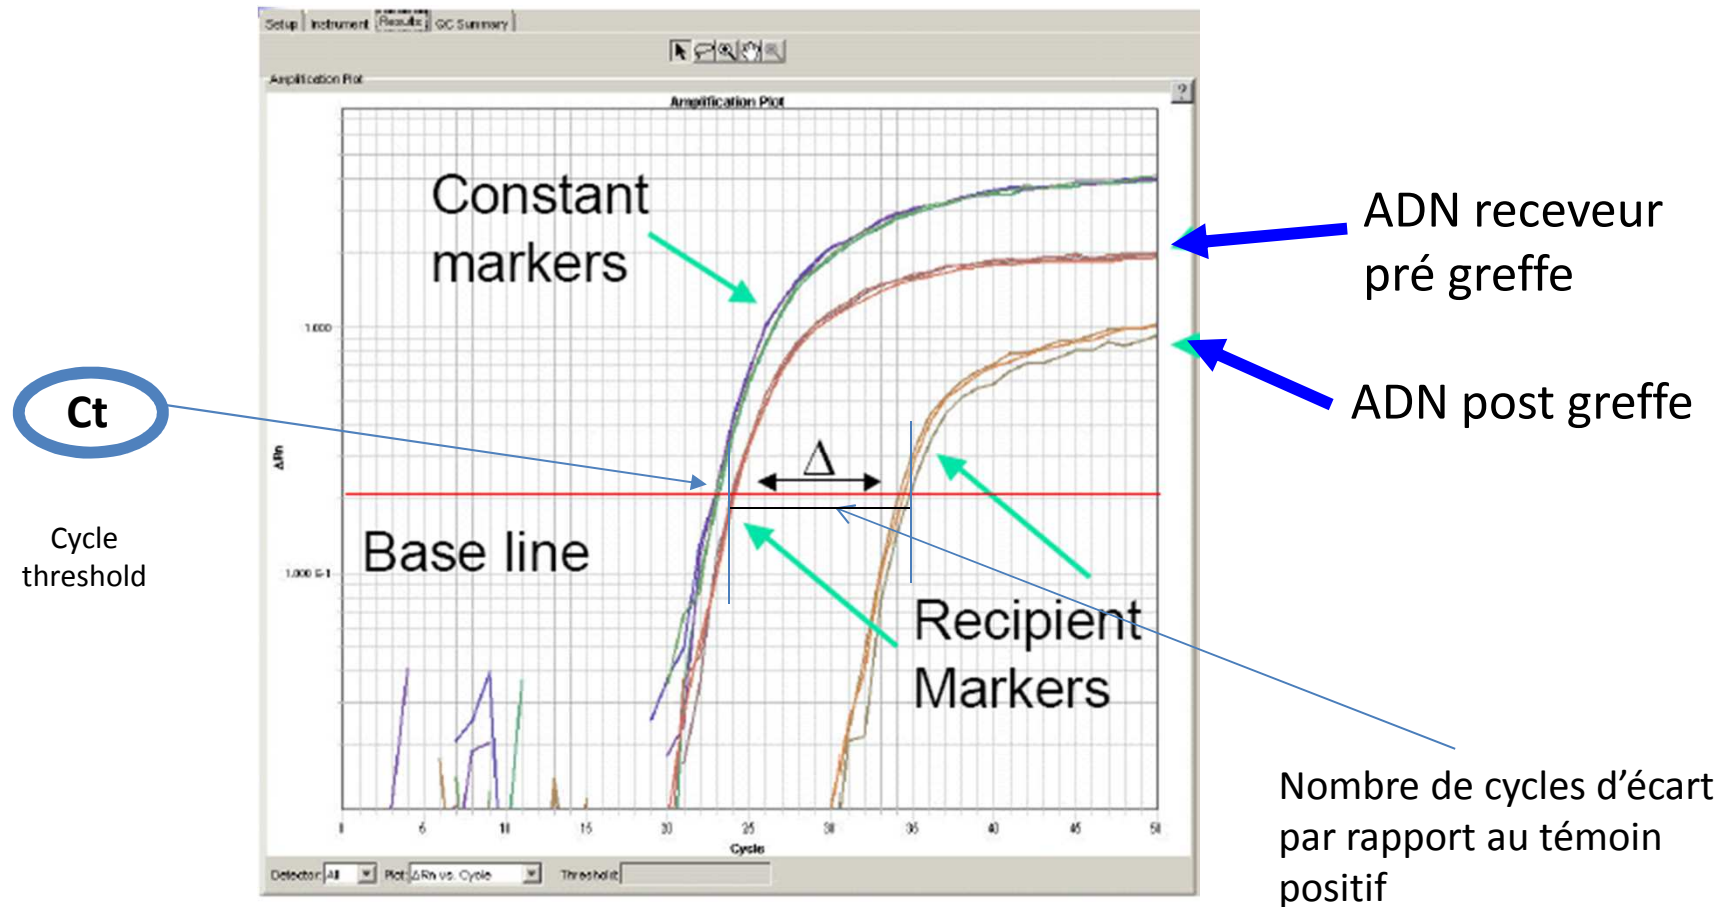 Setup
Instrument
Results
QC Summary
Amplification Plot
?
Amplification Plot
Constant
markers
ADN receveur
pré greffe
1.000
Ct
ADN post greffe
ΔRn
Δ
Cycle
threshold
Base line
1.000 E-1
Recipient
Markers
0 5 10 15 20 25 30 35 40 45 50
Cycle
Nombre de cycles d’écart
par rapport au témoin
positif
Detector: All Plot: ΔRn vs. Cycle Threshold: